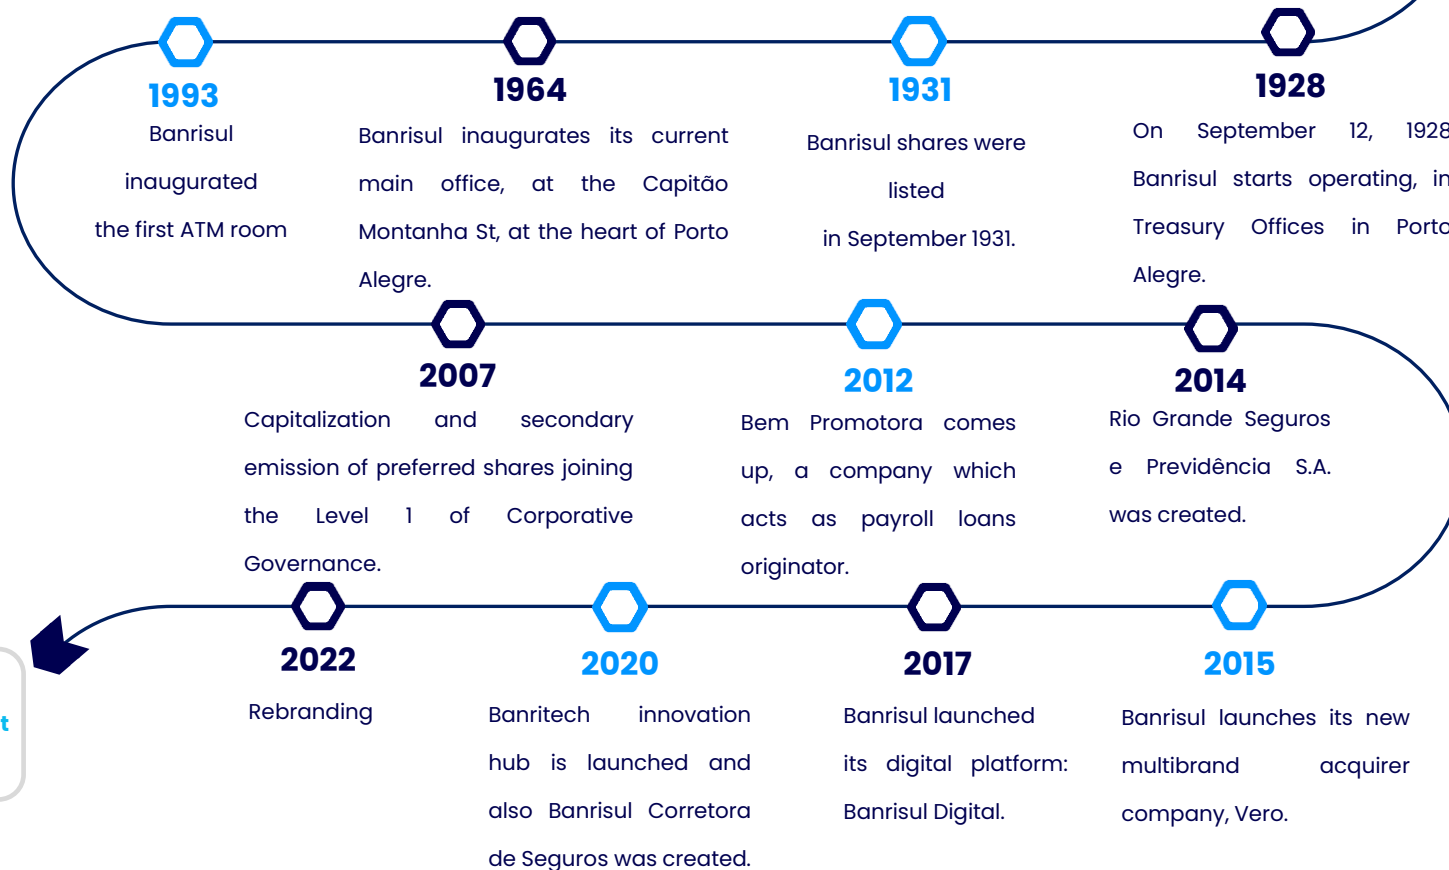 1993
Banrisul
inaugurated
the first ATM room
1964
Banrisul inaugurates its current
main office, at the Capitão
Montanha St, at the heart of Porto
Alegre.
1931
Banrisul shares were
listed
in September 1931.
1928
On September 12, 1928
Banrisul starts operating, in
Treasury Offices in Porto
Alegre.
2007
Capitalization and secondary
emission of preferred shares joining
the Level 1 of Corporative
Governance.
2012
Bem Promotora comes
up, a company which
acts as payroll loans
originator.
2014
Rio Grande Seguros
e Previdência S.A.
was created.
2022
Rebranding
2020
Banritech innovation
hub is launched and
also Banrisul Corretora
de Seguros was created.
2017
Banrisul launched
its digital platform:
Banrisul Digital.
2015
Banrisul launches its new
multibrand acquirer
company, Vero.